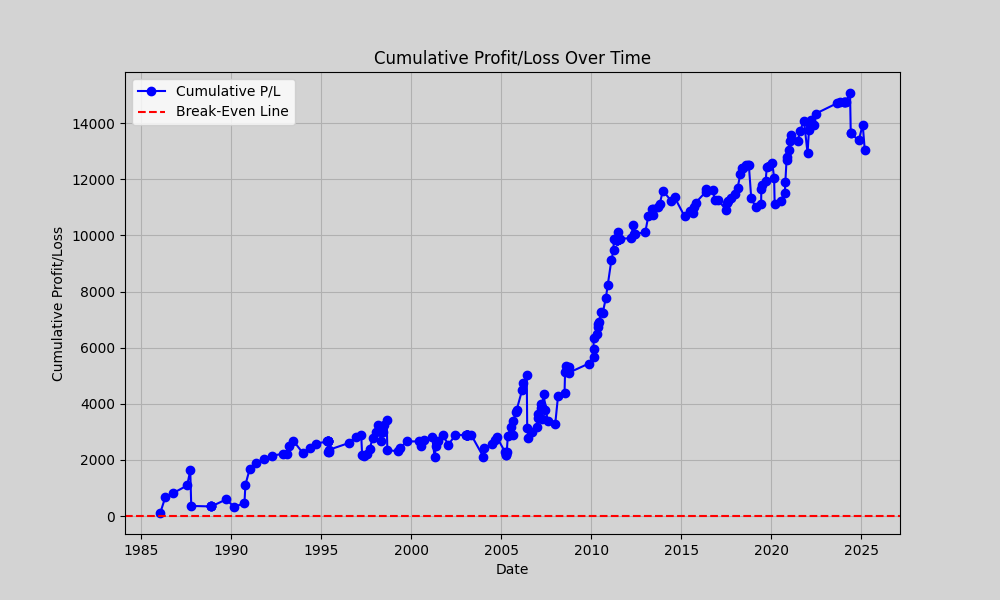 Cumulative Profit/Loss Over Time
Cumulative P/L
Break-Even Line
Cumulative Profit/Loss
14000
12000
10000
8000
6000
4000
2000
0
1985 1990 1995 2000 2005 2010 2015 2020 2025
Date